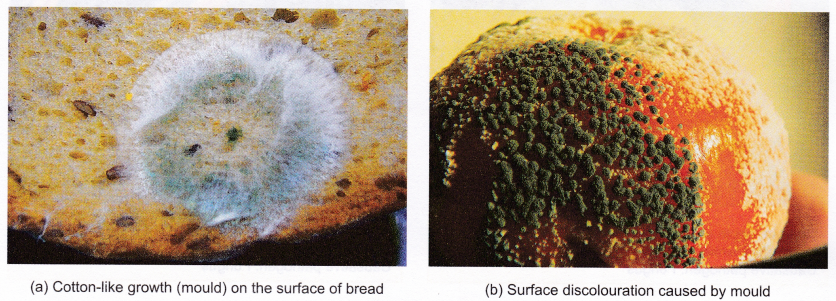 (a) Cotton-like growth (mould) on the surface of bread
(b) Surface discolouration caused by mould